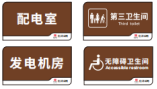 配电室
第三卫生间
Third toilet
发电机房
无障碍卫生间
Accessible restroom